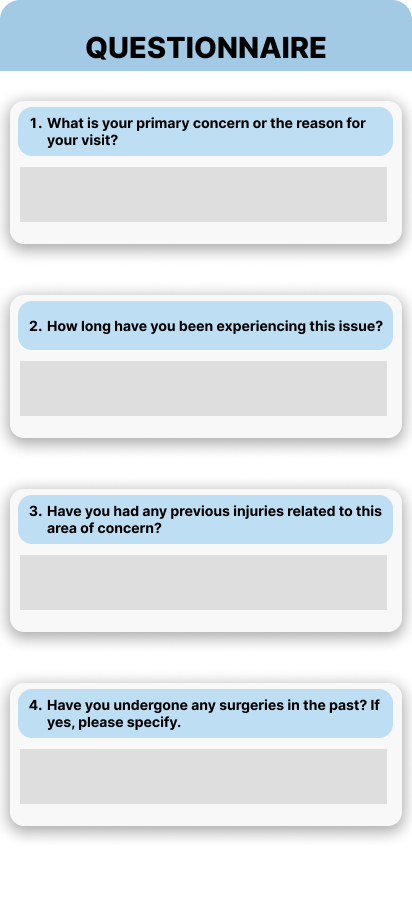 QUESTIONNAIRE
1. What is your primary concern or the reason for
your visit?
2. How long have you been experiencing this issue?
3. Have you had any previous injuries related to this
area of concern?
4. Have you undergone any surgeries in the past? If
yes, please specify.